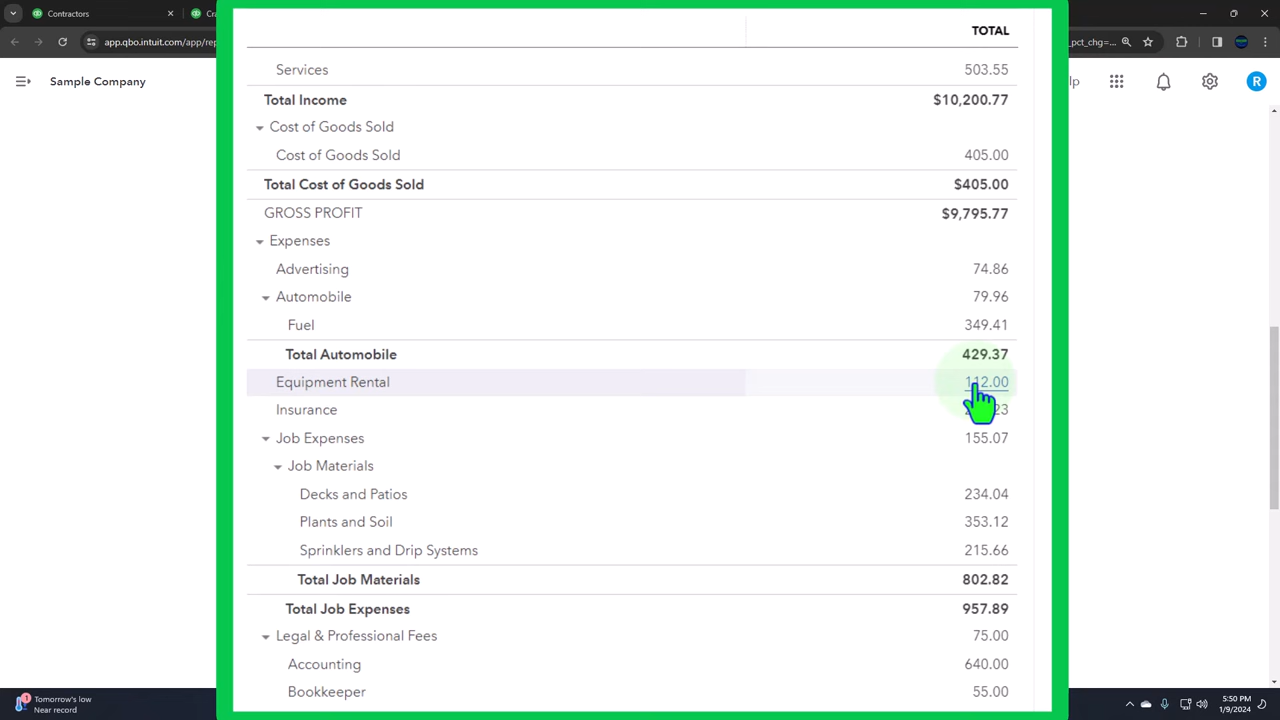 Contractors
app.qbo.intuit.com/app/rep
_pct_chg=
Sample Company
lp
R
TOTAL
Services 503.55
Total Income $10,200.77
Cost of Goods Sold
Cost of Goods Sold 405.00
Total Cost of Goods Sold $405.00
GROSS PROFIT $9,795.77
Expenses
Advertising 74.86
Automobile 79.96
Fuel 349.41
Total Automobile 429.37
Equipment Rental 112.00
Insurance
Job Expenses 155.07
Job Materials
Decks and Patios 234.04
Plants and Soil 353.12
Sprinklers and Drip Systems 215.66
Total Job Materials 802.82
Total Job Expenses 957.89
Legal & Professional Fees 75.00
Accounting 640.00
Bookkeeper 55.00
1 Tomorrow's low
Near record
5:50 PM
1/9/2024